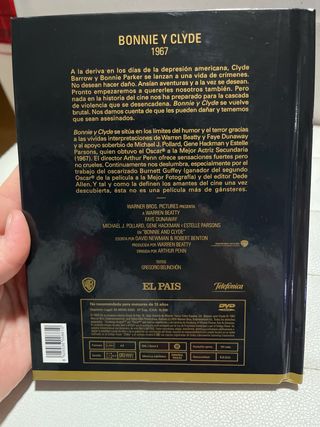 BONNIE Y CLYDE
1967
A la deriva en los días de la depresión americana, Clyde
Barrow y Bonnie Parker se lanzan a una vida de crímenes.
No desean hacer daño. Ansían aventuras y a la vez se desean.
Pronto empezaremos a quererles nosotros también. Pero
nada en la historia del cine nos ha preparado para la cascada
de violencia que se desencadena. Bonnie y Clyde se vuelve
brutal. Nos damos cuenta de que les pueden dañar y tememos
que sean asesinados.
Bonnie y Clyde se sitúa en los límites del humor y el terror gracias
a las vívidas interpretaciones de Warren Beaty y Faye Dunaway
y al apoyo soberbio de Michael J. Pollard, Gene Hackman y Estelle
Parsons, quien obtuvo el Oscar® a la Mejor Actriz Secundaria
(1967). El director Arthur Penn ofrece sensaciones fuertes pero
no crueles. Continuamente nos deslumbra, especialmente por el
trabajo del oscarizado Burnett Guffey (ganador del segundo
Oscar® de la película a la Mejor Fotografía) y del editor Dede
Allen. Y tal y como la definen los amantes del cine una vez
descubierta, ésta no es una película más de gánsteres.
WARNER BROS. PICTURES PRESENTA
A WARREN BEATTY
FAYE DUNAWAY
MICHAEL J. POLLARD, GENE HACKMAN Y ESTELLE PARSONS
EN "BONNIE AND CLYDE"
ESCRITA POR DAVID NEWMAN & ROBERT BENTON
PRODUCIDA POR WARREN BEATTY
DIRIGIDA POR ARTHUR PENN
TEXTOS
GREGORIO BELINCHÓN
EL PAIS
Telefónica
No recomendada para menores de 18 años
DVD